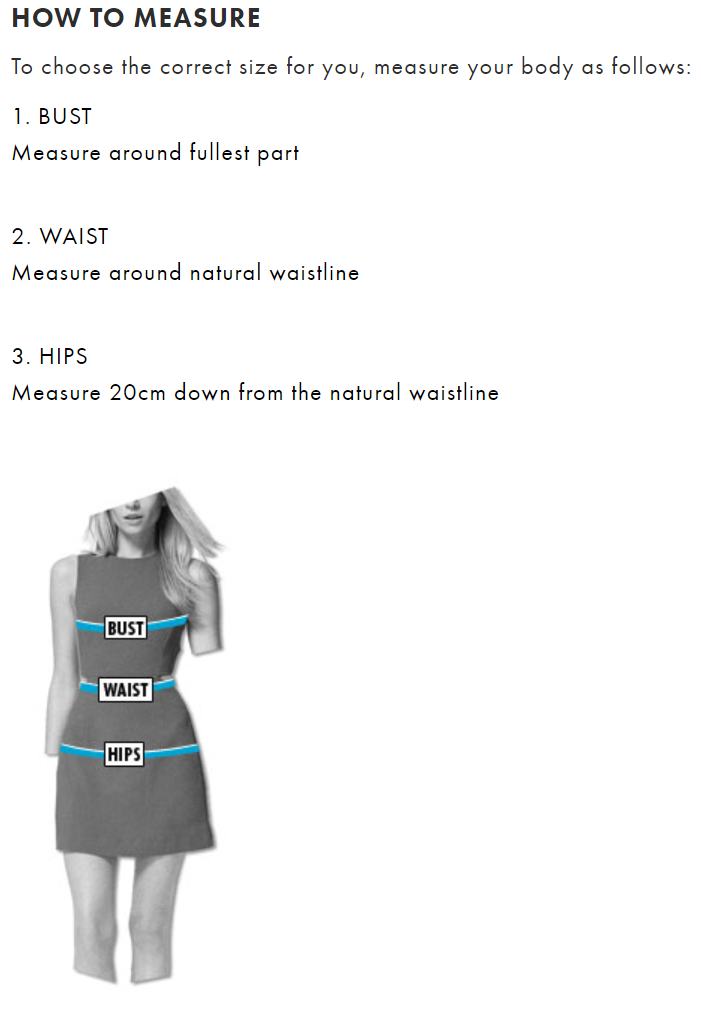 HOW TO MEASURE
To choose the correct size for you, measure your body as follows:
1. BUST
Measure around fullest part
2. WAIST
Measure around natural waistline
3. HIPS
Measure 20cm down from the natural waistline
BUST
WAIST
HIPS